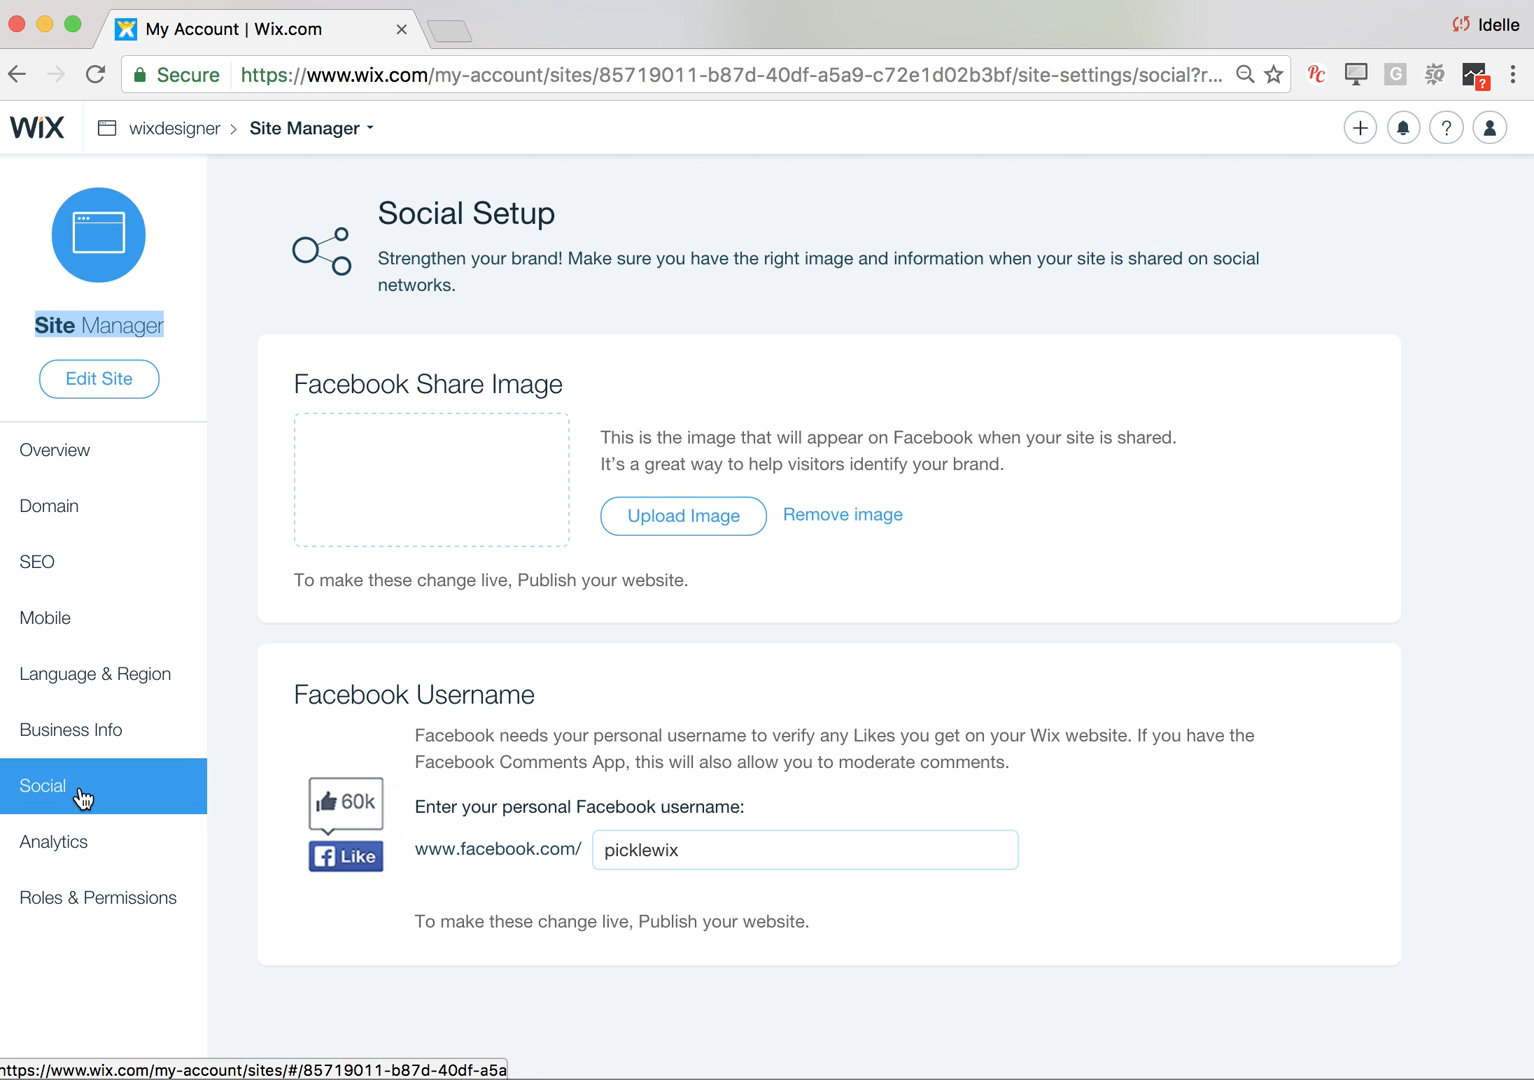 My Account | Wix.com
Idelle
Secure https://www.wix.com/my-account/sites/85719011-b87d-40df-a5a9-c72e1d02b3bf/site-settings/social?r...
WiX wixdesigner > Site Manager
Site Manager
Edit Site
Overview
Domain
SEO
Mobile
Language & Region
Business Info
Social
Analytics
Roles & Permissions
Social Setup
Strengthen your brand! Make sure you have the right image and information when your site is shared on social
networks.
Facebook Share Image
This is the image that will appear on Facebook when your site is shared.
It's a great way to help visitors identify your brand.
Upload Image Remove image
To make these change live, Publish your website.
Facebook Username
Facebook needs your personal username to verify any Likes you get on your Wix website. If you have the
Facebook Comments App, this will also allow you to moderate comments.
60k
Like
Enter your personal Facebook username:
www.facebook.com/ picklewix
To make these change live, Publish your website.
https://www.wix.com/my-account/sites/#/85719011-b87d-40df-a5a